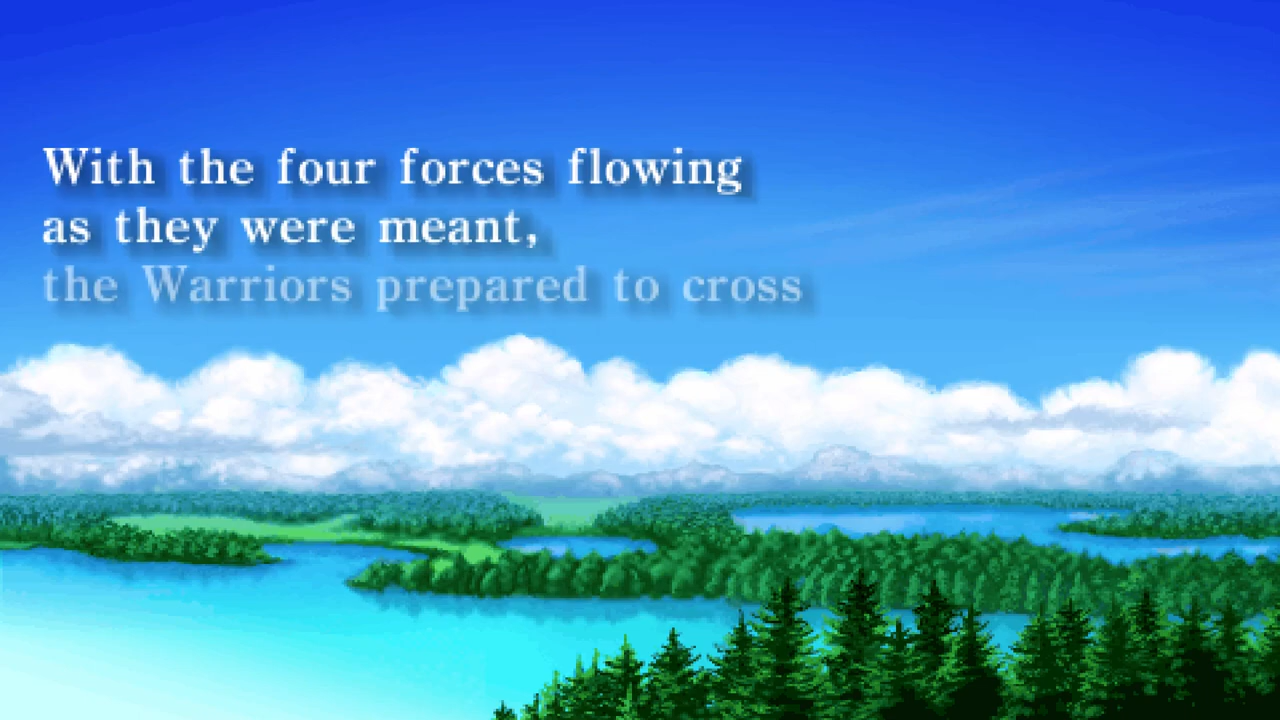 With the four forces flowing
as they were meant,
the Warriors prepared to cross